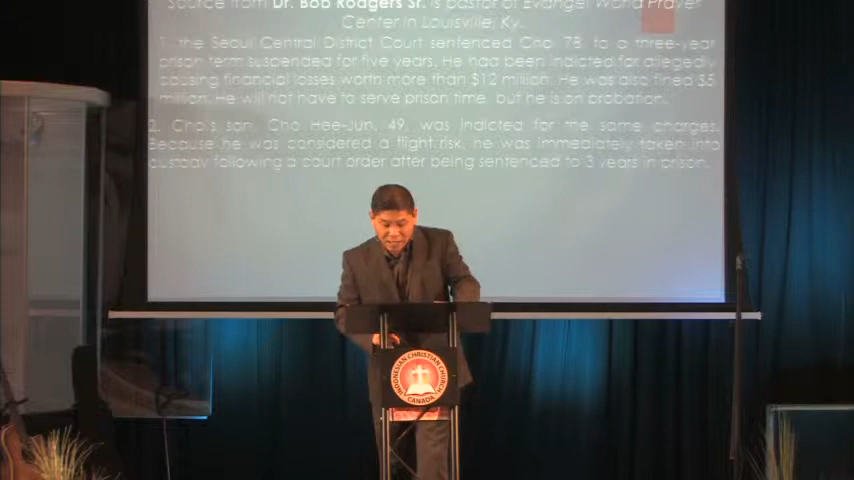 Source from Dr. Bob Rodgers Sr. is pastor of Evangel World Prayer
Center in Louisville, Ky.
1. the Seoul Central District Court sentenced Cho, 78, to a three-year
prison term suspended for five years. He had been indicted for allegedly
causing financial losses worth more than $12 million. He was also fined $5
million. He will not have to serve prison time, but he is on probation.
2. Cho's son, Cho Hee-Jun, 49, was indicted for the same charges.
Because he was considered a flight risk, he was immediately taken into
custody following a court order after being sentenced to 3 years in prison.
INDONESIAN CHRISTIAN CHURCH
CANADA